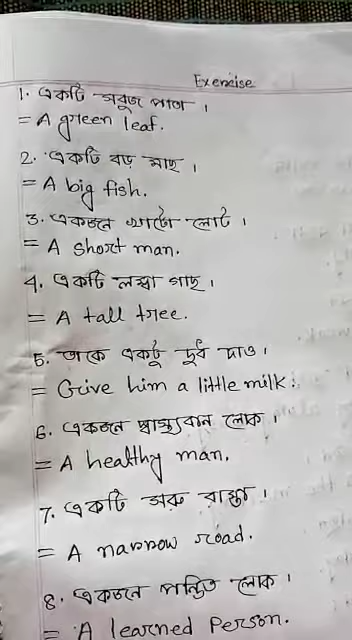 Exercise
1. একটি সবুজ পাতা ।
= A green leaf.
2. একটি বড় মাছ ।
= A big fish.
3. একজন খাটো লোট ।
= A short man.
4. একটি লম্বা গাছ ।
= A tall tree.
5. তাকে একটু দুধ দাও ।
= Give him a little milk.
6. একজন স্বাস্থ্যবান লোক ।
= A healthy man.
7. একটি সরু রাস্তা ।
= A narrow road.
8. একজন পন্ডিত লোক ।
= A learned Person.